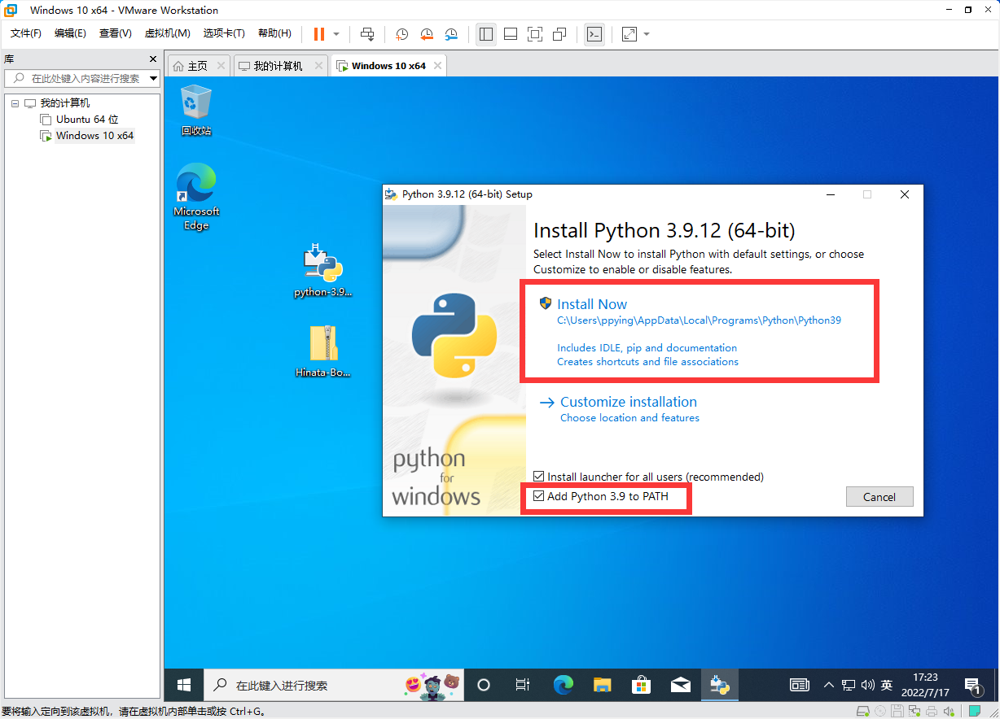 Windows 10 x64 - VMware Workstation
文件(F) 编辑(E) 查看(V) 虚拟机(M) 选项卡(T) 帮助(H)
库
在此处键入内容进行搜索
我的计算机
Ubuntu 64 位
Windows 10 x64
主页 我的计算机 Windows 10 x64
回收站
Microsoft
Edge
python-3.9...
Hinata-Bo...
Python 3.9.12 (64-bit) Setup
Install Python 3.9.12 (64-bit)
Select Install Now to install Python with default settings, or choose
Customize to enable or disable features.
Install Now
C:\Users\ppying\AppData\Local\Programs\Python\Python39
Includes IDLE, pip and documentation
Creates shortcuts and file associations
Customize installation
Choose location and features
python
for
windows
Install launcher for all users (recommended)
Add Python 3.9 to PATH
Cancel
在此键入进行搜索
英
17:23
2022/7/17
1
要将输入定向到该虚拟机，请在虚拟机内部单击或按 Ctrl+G。